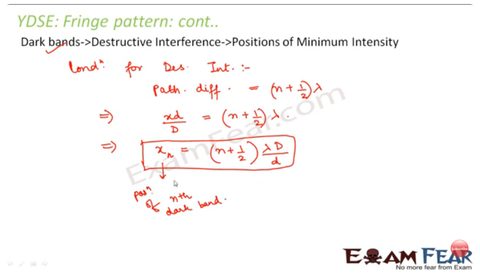 YDSE: Fringe pattern: cont..
Dark bands->Destructive Interference->Positions of Minimum Intensity
Condⁿ for Des. Int. :-
Path. diff. = (n+1/2)λ
⇒ xd/D = (n+1/2)λ.
⇒ xₙ = (n+1/2) λD/d
posⁿ of nth dark band.
ExamFear.com
EXAM FEAR
No more fear from Exam